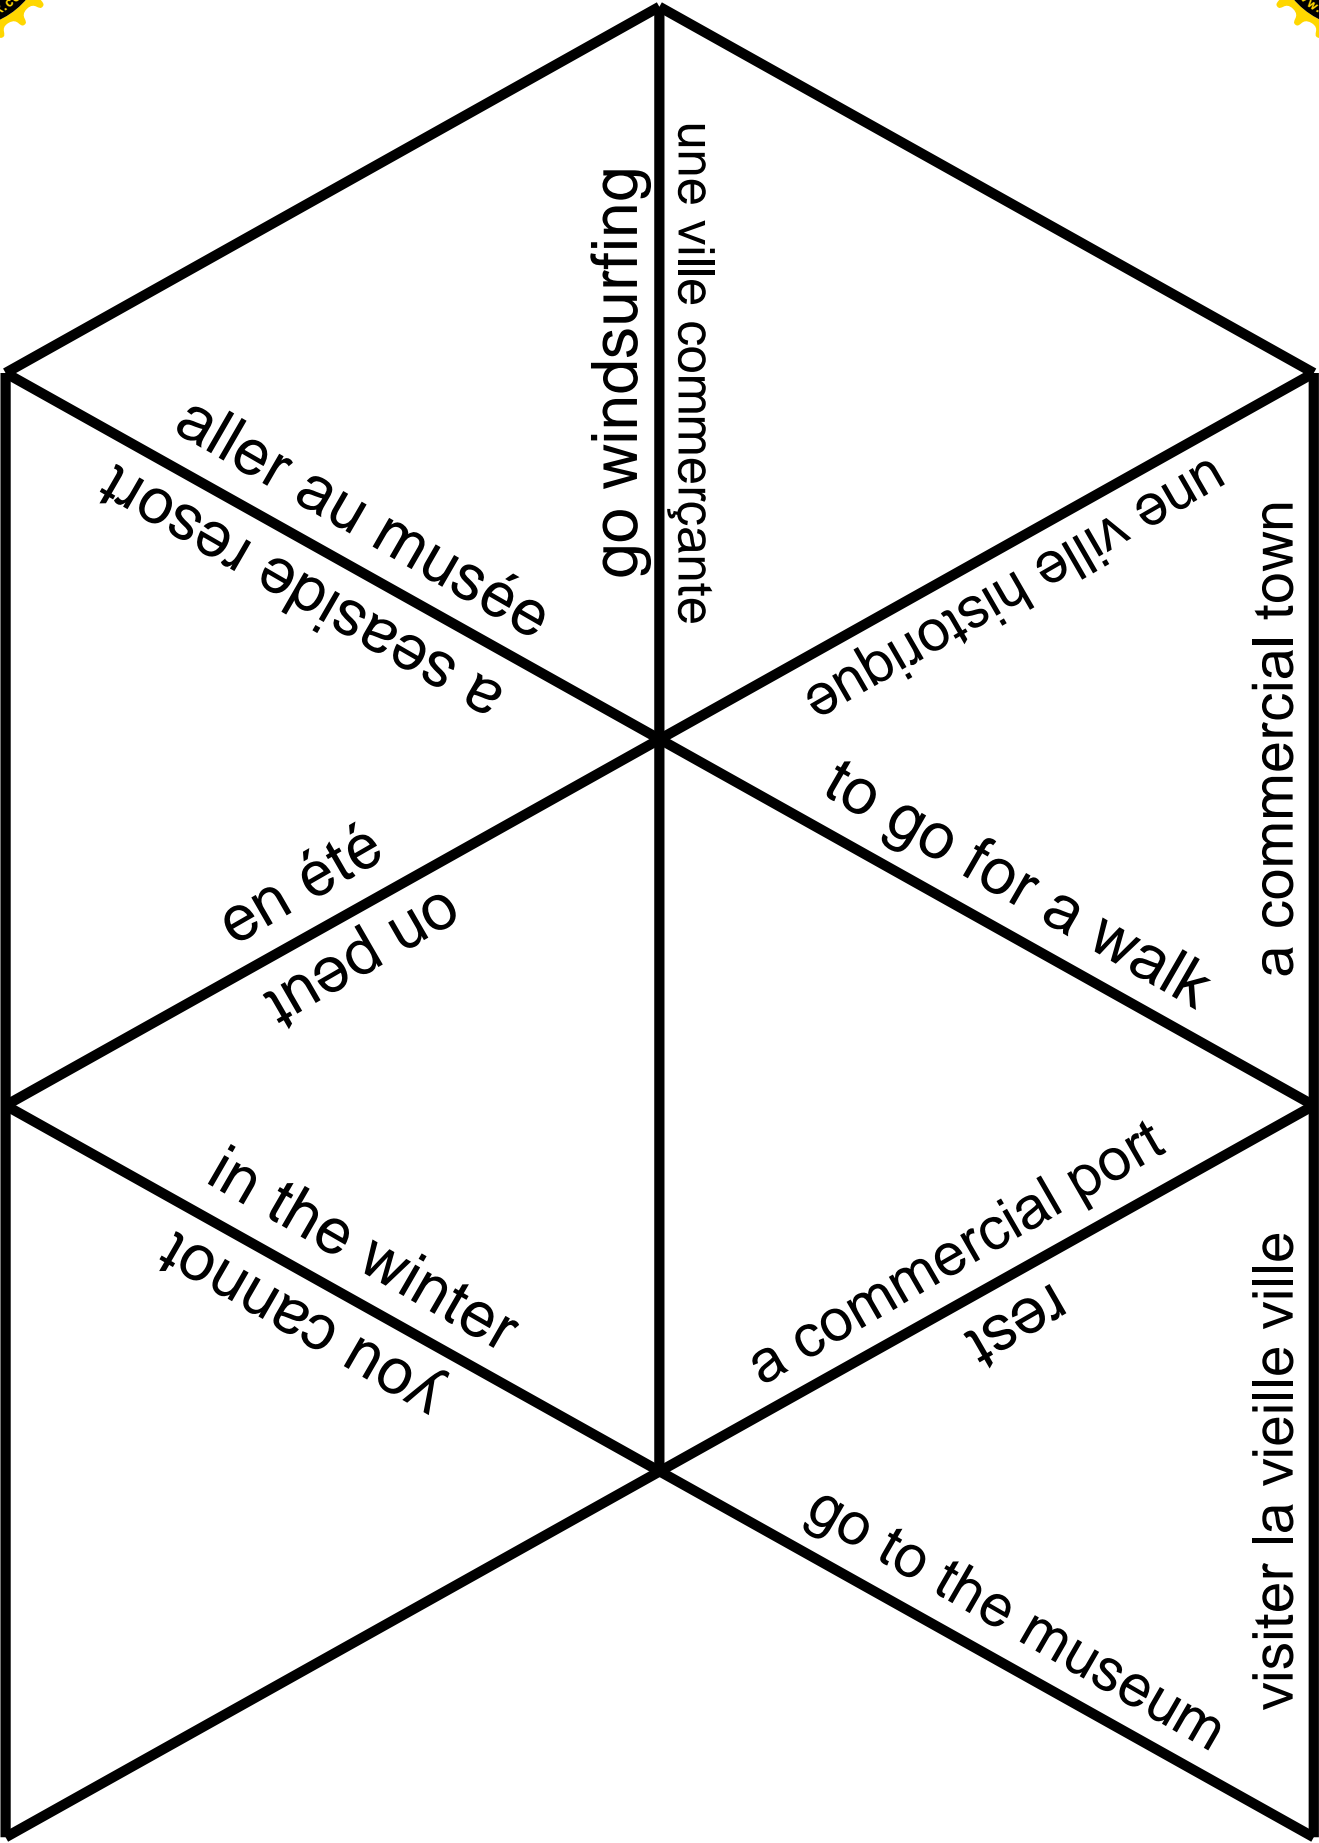 une ville commerçante
go windsurfing
aller au musée
a seaside resort
une ville historique
a commercial town
to go for a walk
en été
on peut
in the winter
you cannot
a commercial port
rest
visiter la vieille ville
go to the museum